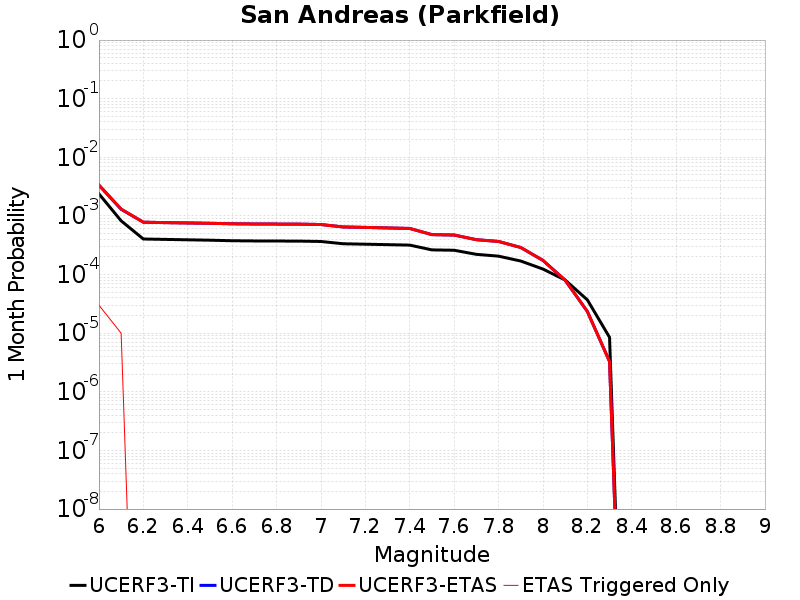 San Andreas (Parkfield)
1 Month Probability
10^0
10^-1
10^-2
10^-3
10^-4
10^-5
10^-6
10^-7
10^-8
6 6.2 6.4 6.6 6.8 7 7.2 7.4 7.6 7.8 8 8.2 8.4 8.6 8.8 9
Magnitude
UCERF3-TI UCERF3-TD UCERF3-ETAS ETAS Triggered Only